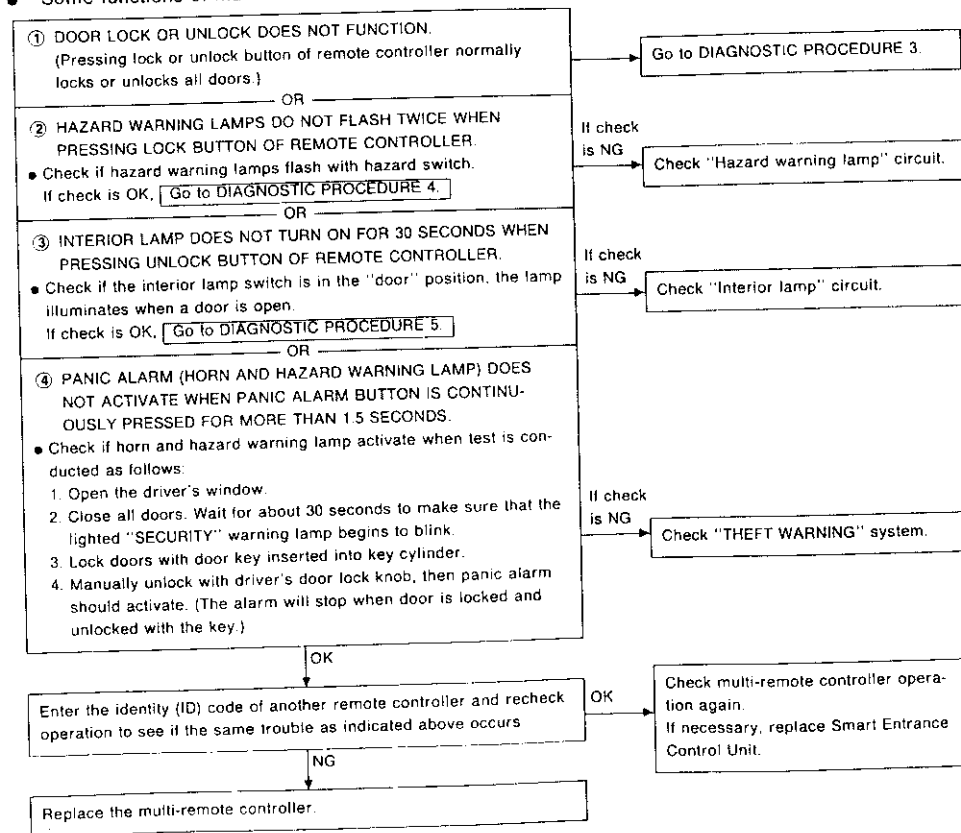 ① DOOR LOCK OR UNLOCK DOES NOT FUNCTION.
(Pressing lock or unlock button of remote controller normally
locks or unlocks all doors.)
Go to DIAGNOSTIC PROCEDURE 3.
OR
② HAZARD WARNING LAMPS DO NOT FLASH TWICE WHEN
PRESSING LOCK BUTTON OF REMOTE CONTROLLER.
● Check if hazard warning lamps flash with hazard switch.
If check is OK, Go to DIAGNOSTIC PROCEDURE 4.
If check
is NG
Check "Hazard warning lamp" circuit.
OR
③ INTERIOR LAMP DOES NOT TURN ON FOR 30 SECONDS WHEN
PRESSING UNLOCK BUTTON OF REMOTE CONTROLLER.
● Check if the interior lamp switch is in the "door" position, the lamp
illuminates when a door is open.
If check is OK, Go to DIAGNOSTIC PROCEDURE 5.
If check
is NG
Check "Interior lamp" circuit.
OR
④ PANIC ALARM (HORN AND HAZARD WARNING LAMP) DOES
NOT ACTIVATE WHEN PANIC ALARM BUTTON IS CONTINU-
OUSLY PRESSED FOR MORE THAN 1.5 SECONDS.
● Check if horn and hazard warning lamp activate when test is con-
ducted as follows:
1. Open the driver's window.
2. Close all doors. Wait for about 30 seconds to make sure that the
lighted "SECURITY" warning lamp begins to blink.
3. Lock doors with door key inserted into key cylinder.
4. Manually unlock with driver's door lock knob, then panic alarm
should activate. (The alarm will stop when door is locked and
unlocked with the key.)
If check
is NG
Check "THEFT WARNING" system.
OK
Enter the identity (ID) code of another remote controller and recheck
operation to see if the same trouble as indicated above occurs
OK
Check multi-remote controller opera-
tion again.
If necessary, replace Smart Entrance
Control Unit.
NG
Replace the multi-remote controller.